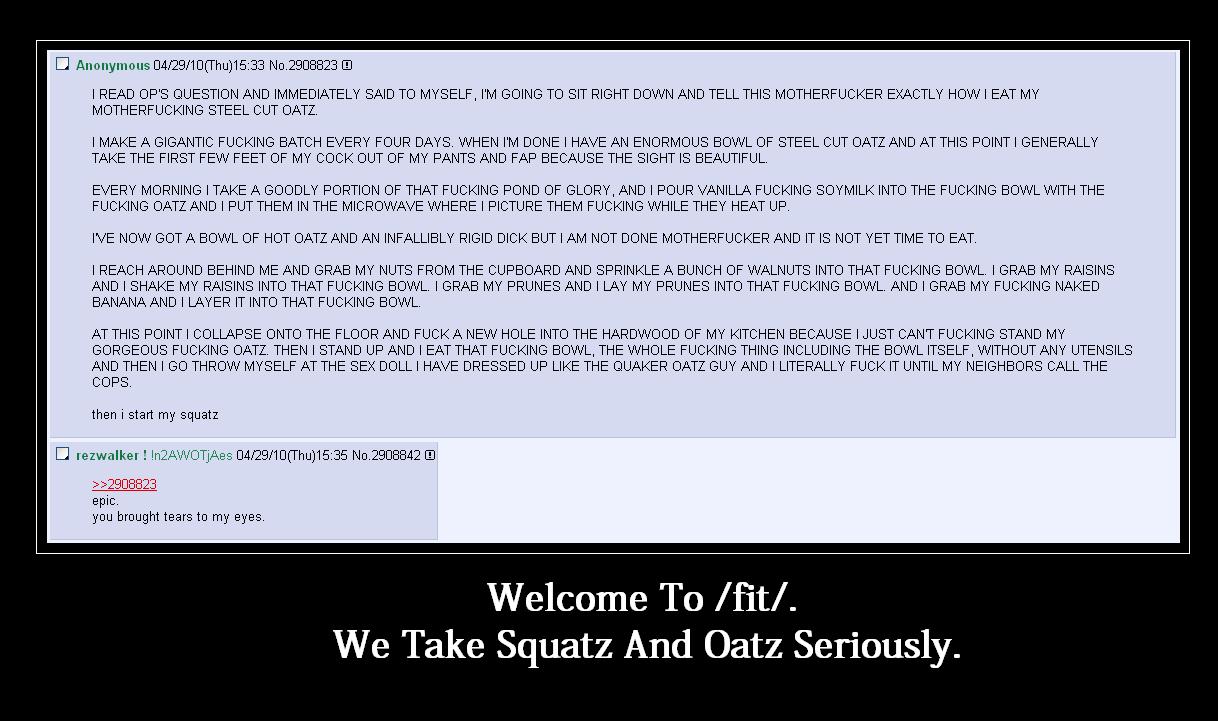 Anonymous 04/29/10(Thu)15:33 No.2908823
I READ OP'S QUESTION AND IMMEDIATELY SAID TO MYSELF, I'M GOING TO SIT RIGHT DOWN AND TELL THIS MOTHERFUCKER EXACTLY HOW I EAT MY
MOTHERFUCKING STEEL CUT OATZ.
I MAKE A GIGANTIC FUCKING BATCH EVERY FOUR DAYS. WHEN I'M DONE I HAVE AN ENORMOUS BOWL OF STEEL CUT OATZ AND AT THIS POINT I GENERALLY
TAKE THE FIRST FEW FEET OF MY COCK OUT OF MY PANTS AND FAP BECAUSE THE SIGHT IS BEAUTIFUL.
EVERY MORNING I TAKE A GOODLY PORTION OF THAT FUCKING POND OF GLORY, AND I POUR VANILLA FUCKING SOYMILK INTO THE FUCKING BOWL WITH THE
FUCKING OATZ AND I PUT THEM IN THE MICROWAVE WHERE I PICTURE THEM FUCKING WHILE THEY HEAT UP.
I'VE NOW GOT A BOWL OF HOT OATZ AND AN INFALLIBLY RIGID DICK BUT I AM NOT DONE MOTHERFUCKER AND IT IS NOT YET TIME TO EAT.
I REACH AROUND BEHIND ME AND GRAB MY NUTS FROM THE CUPBOARD AND SPRINKLE A BUNCH OF WALNUTS INTO THAT FUCKING BOWL. I GRAB MY RAISINS
AND I SHAKE MY RAISINS INTO THAT FUCKING BOWL. I GRAB MY PRUNES AND I LAY MY PRUNES INTO THAT FUCKING BOWL. AND I GRAB MY FUCKING NAKED
BANANA AND I LAYER IT INTO THAT FUCKING BOWL.
AT THIS POINT I COLLAPSE ONTO THE FLOOR AND FUCK A NEW HOLE INTO THE HARDWOOD OF MY KITCHEN BECAUSE I JUST CAN'T FUCKING STAND MY
GORGEOUS FUCKING OATZ. THEN I STAND UP AND I EAT THAT FUCKING BOWL, THE WHOLE FUCKING THING INCLUDING THE BOWL ITSELF, WITHOUT ANY UTENSILS
AND THEN I GO THROW MYSELF AT THE SEX DOLL I HAVE DRESSED UP LIKE THE QUAKER OATZ GUY AND I LITERALLY FUCK IT UNTIL MY NEIGHBORS CALL THE
COPS.
then i start my squatz
rezwalker ! !n2AWOTjAes 04/29/10(Thu)15:35 No.2908842
>>2908823
epic.
you brought tears to my eyes.
Welcome To /fit/.
We Take Squatz And Oatz Seriously.